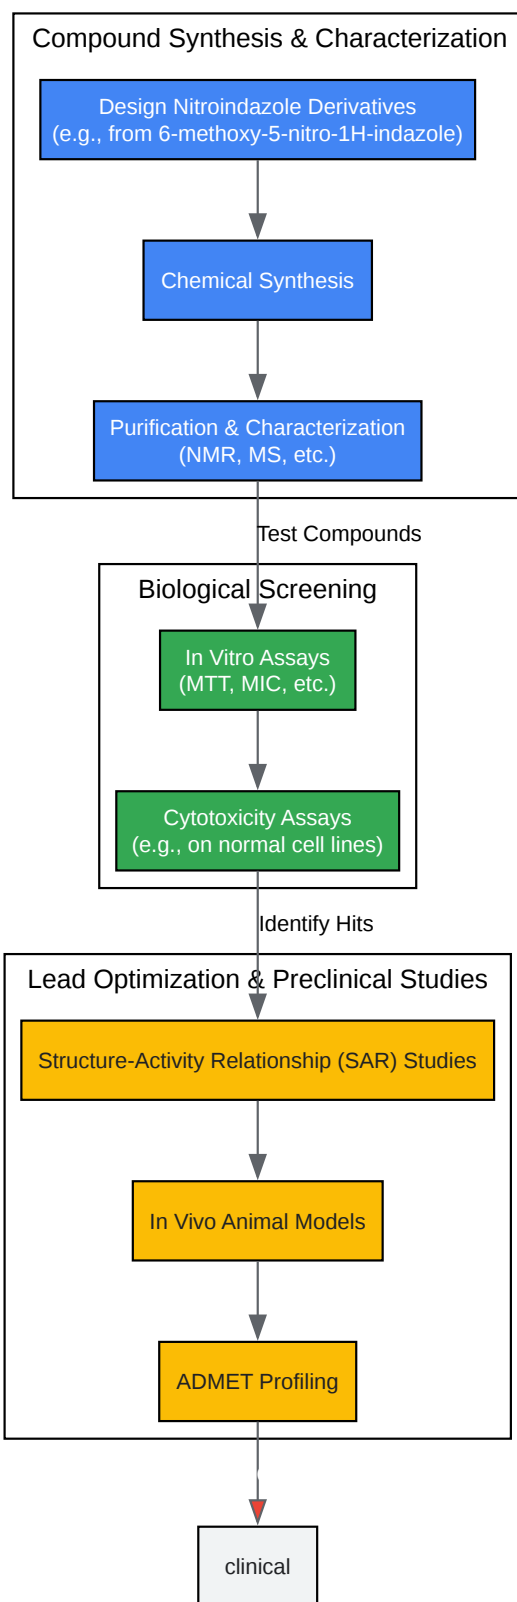 Compound Synthesis & Characterization
Design Nitroindazole Derivatives
(e.g., from 6-methoxy-5-nitro-1H-indazole)
Chemical Synthesis
Purification & Characterization
(NMR, MS, etc.)
Test Compounds
Biological Screening
In Vitro Assays
(MTT, MIC, etc.)
Cytotoxicity Assays
(e.g., on normal cell lines)
Identify Hits
Lead Optimization & Preclinical Studies
Structure-Activity Relationship (SAR) Studies
In Vivo Animal Models
ADMET Profiling
clinical